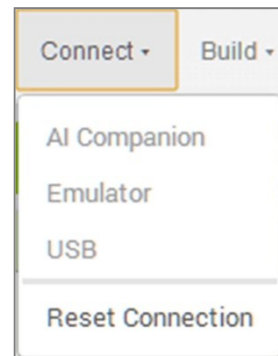 Connect ▾ Build ▾
AI Companion
Emulator
USB
Reset Connection